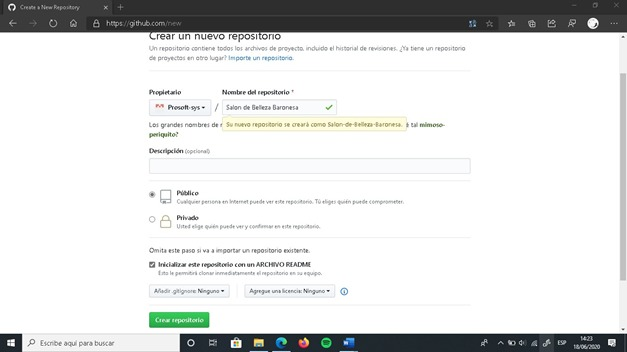 Create a New Repository
https://github.com/new
Crear un nuevo repositorio
Un repositorio contiene todos los archivos de proyecto, incluido el historial de revisiones. ¿Ya tiene un repositorio
de proyectos en otro lugar? Importe un repositorio.
Propietario
Nombre del repositorio *
Prosoft-sys
/
Salon de Belleza Baronesa
Su nuevo repositorio se creará como Salon-de-Belleza-Baronesa.
Los grandes nombres de
tal mimoso-
periquito?
Descripción (opcional)
Público
Cualquier persona en Internet puede ver este repositorio. Tú eliges quién puede comprometer.
Privado
Usted elige quién puede ver y confirmar en este repositorio.
Omita este paso si va a importar un repositorio existente.
Inicializar este repositorio con un ARCHIVO README
Esto le permitirá clonar inmediatamente el repositorio en su equipo.
Añadir .gitignore: Ninguno
Agregue una licencia: Ninguno
Crear repositorio
Escribe aquí para buscar
ESP
14:23
18/06/2020